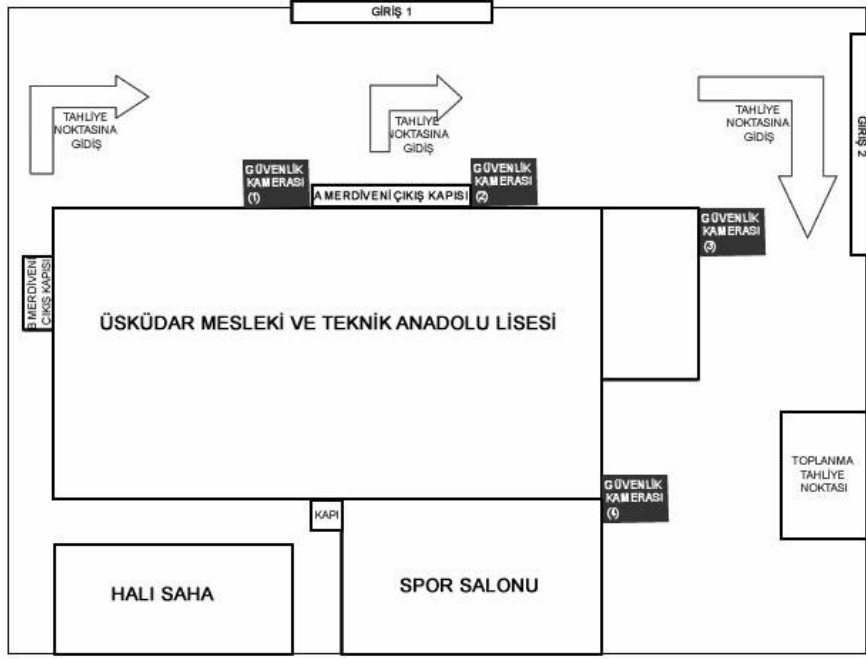 GİRİŞ 1
TAHLİYE
NOKTASINA
GİDİŞ
TAHLİYE
NOKTASINA
GİDİŞ
TAHLİYE
NOKTASINA
GİDİŞ
GİRİŞ 2
GÜVENLİK
KAMERASI
(1)
A MERDİVENİ ÇIKIŞ KAPISI
GÜVENLİK
KAMERASI
(2)
GÜVENLİK
KAMERASI
(3)
B MERDİVENİ
ÇIKIŞ KAPISI
ÜSKÜDAR MESLEKİ VE TEKNİK ANADOLU LİSESİ
TOPLANMA
TAHLİYE
NOKTASI
GÜVENLİK
KAMERASI
(4)
KAPI
HALI SAHA
SPOR SALONU